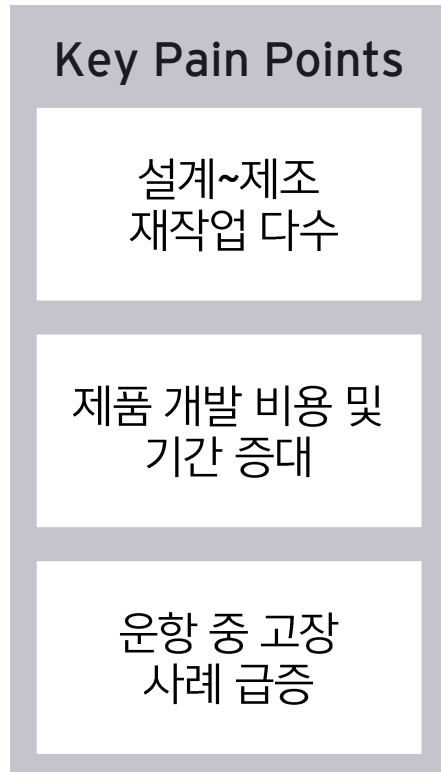 Key Pain Points
설계~제조
재작업 다수
제품 개발 비용 및
기간 증대
운항 중 고장
사례 급증